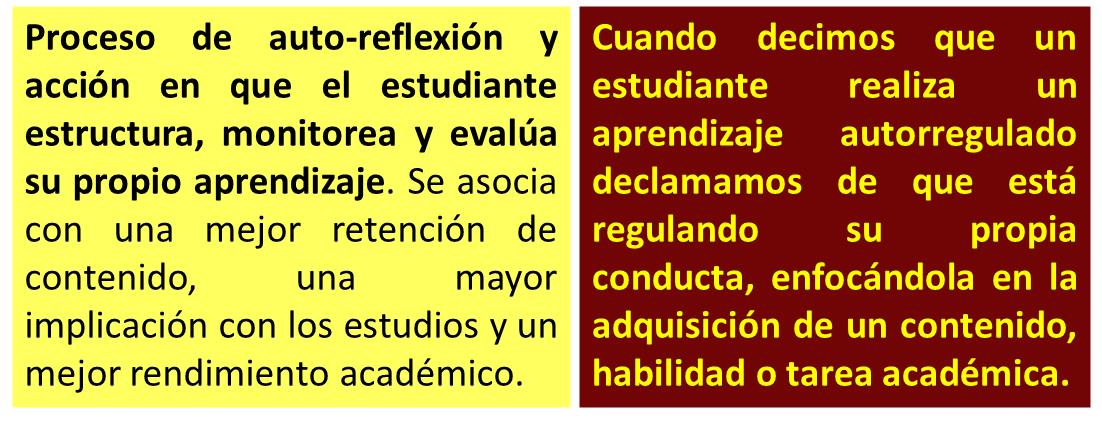 Proceso de auto-reflexión y
acción en que el estudiante
estructura, monitorea y evalúa
su propio aprendizaje. Se asocia
con una mejor retención de
contenido, una mayor
implicación con los estudios y un
mejor rendimiento académico.
Cuando decimos que un
estudiante realiza un
aprendizaje autorregulado
declamamos de que está
regulando su propia
conducta, enfocándola en la
adquisición de un contenido,
habilidad o tarea académica.